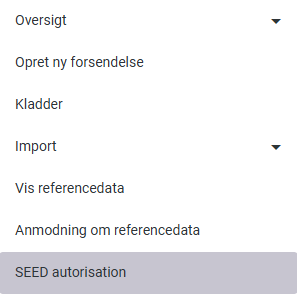 Oversigt
Opret ny forsendelse
Kladder
Import
Vis referencedata
Anmodning om referencedata
SEED autorisation